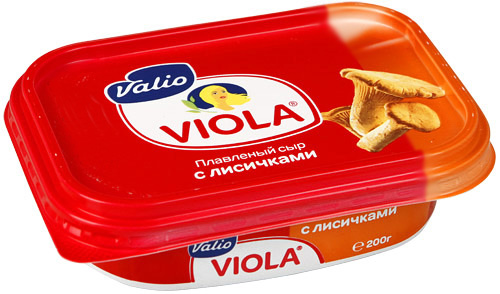 Valio
VIOLA®
Плавленый сыр
с лисичками
Valio
VIOLA®
с лисичками
℮ 200г